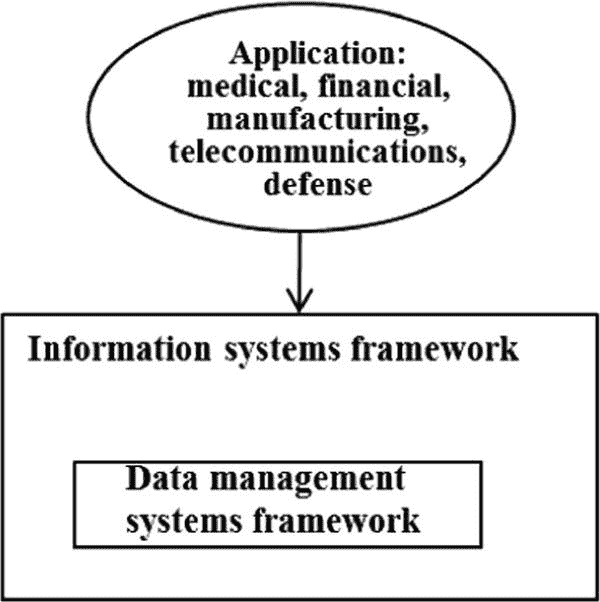 Application:
medical, financial,
manufacturing,
telecommunications,
defense
Information systems framework
Data management
systems framework